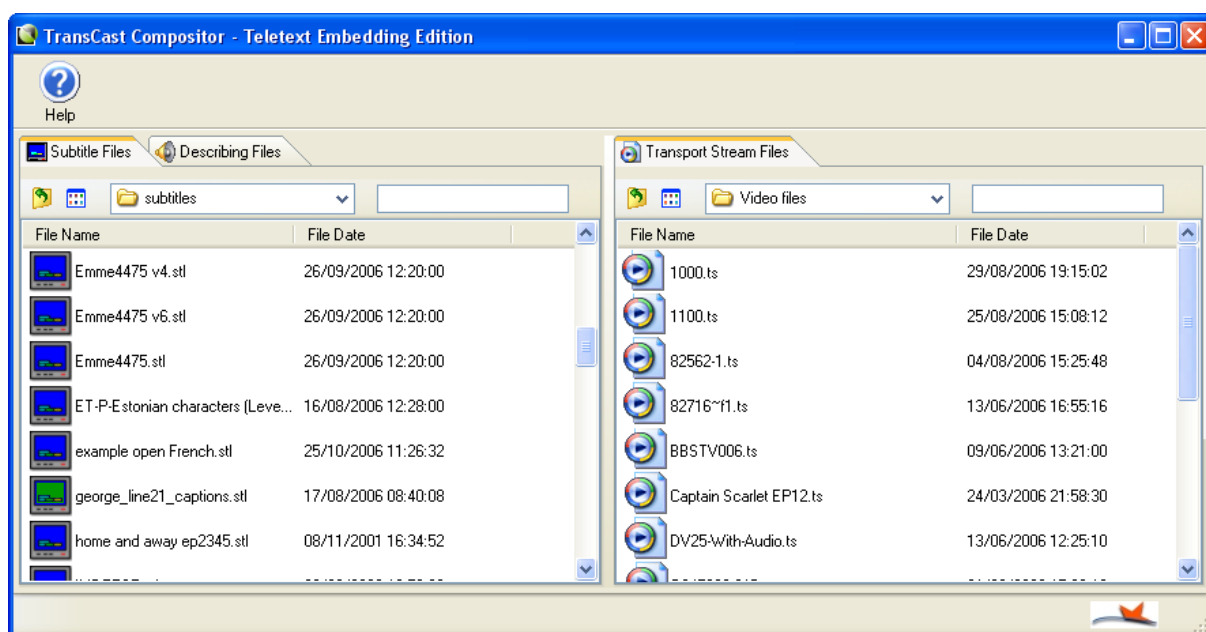 TransCast Compositor - Teletext Embedding Edition
Help
Subtitle Files Describing Files
subtitles
File Name File Date
Emme4475 v4.stl 26/09/2006 12:20:00
Emme4475 v6.stl 26/09/2006 12:20:00
Emme4475.stl 26/09/2006 12:20:00
ET-P-Estonian characters (Leve... 16/08/2006 12:28:00
example open French.stl 25/10/2006 11:26:32
george_line21_captions.stl 17/08/2006 08:40:08
home and away ep2345.stl 08/11/2001 16:34:52
Transport Stream Files
Video files
File Name File Date
1000.ts 29/08/2006 19:15:02
1100.ts 25/08/2006 15:08:12
82562-1.ts 04/08/2006 15:25:48
82716~f1.ts 13/06/2006 16:55:16
BBSTV006.ts 09/06/2006 13:21:00
Captain Scarlet EP12.ts 24/03/2006 21:58:30
DV25-With-Audio.ts 13/06/2006 12:25:10